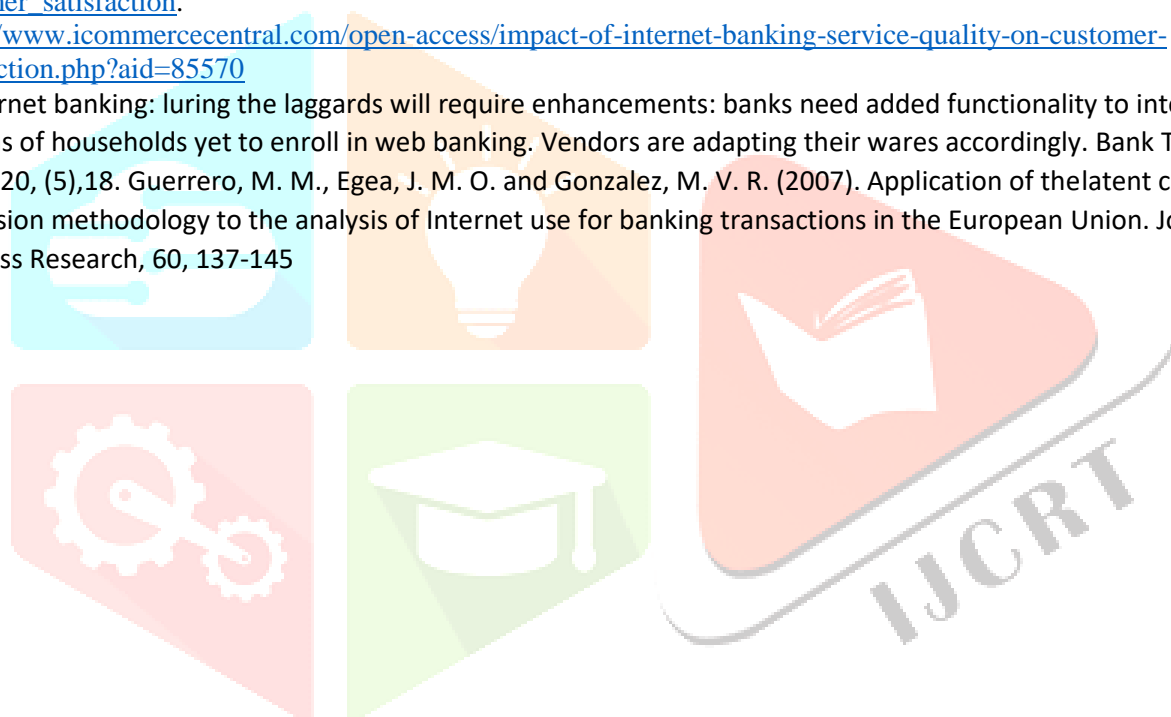 ner_satisfaction.
/www.icommercecentral.com/open-access/impact-of-internet-banking-service-quality-on-customer-
ction.php?aid=85570
rnet banking: luring the laggards will require enhancements: banks need added functionality to inte
s of households yet to enroll in web banking. Vendors are adapting their wares accordingly. Bank T
20, (5),18. Guerrero, M. M., Egea, J. M. O. and Gonzalez, M. V. R. (2007). Application of thelatent c
sion methodology to the analysis of Internet use for banking transactions in the European Union. Jo
ss Research, 60, 137-145
IJCRT